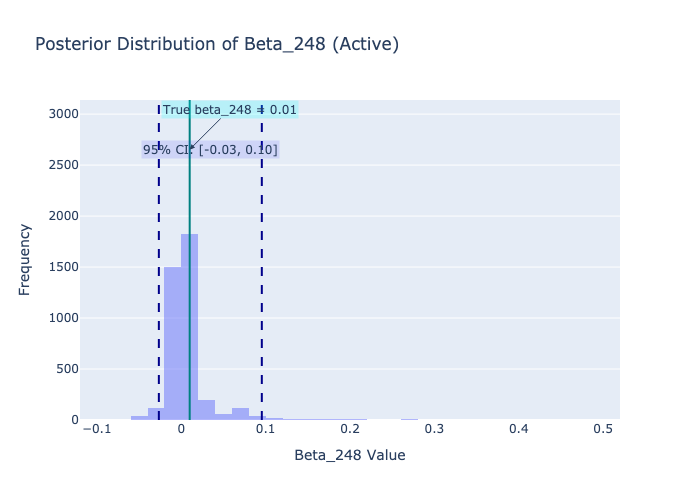 Posterior Distribution of Beta_248 (Active)
True beta_248 = 0.01
95% CI: [-0.03, 0.10]
3000
2500
2000
1500
1000
500
0
Frequency
−0.1 0 0.1 0.2 0.3 0.4 0.5
Beta_248 Value